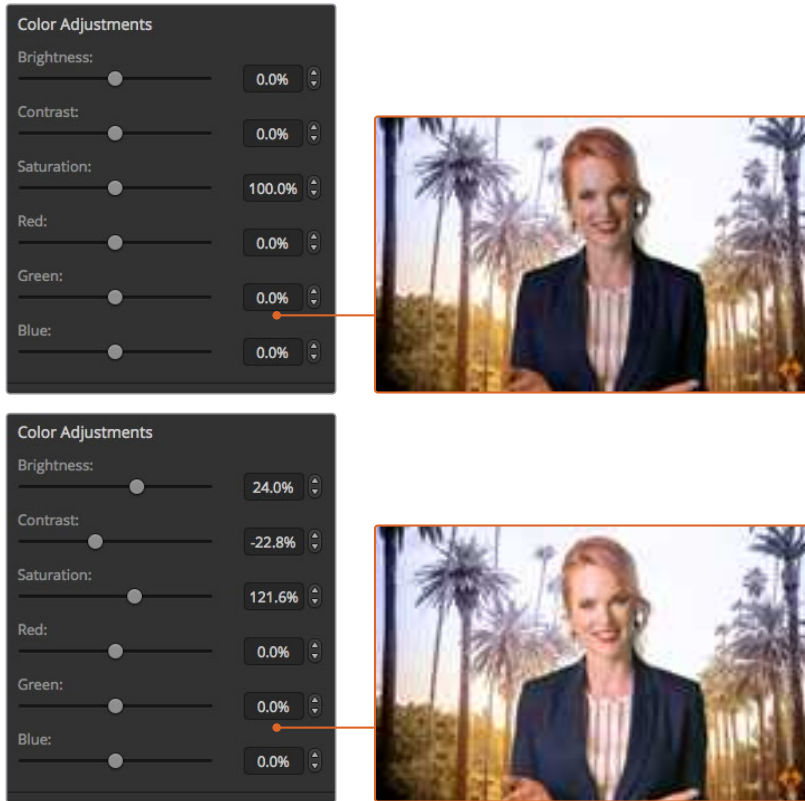 Color Adjustments
Brightness:
0.0%
Contrast:
0.0%
Saturation:
100.0%
Red:
0.0%
Green:
0.0%
Blue:
0.0%
Color Adjustments
Brightness:
24.0%
Contrast:
-22.8%
Saturation:
121.6%
Red:
0.0%
Green:
0.0%
Blue:
0.0%